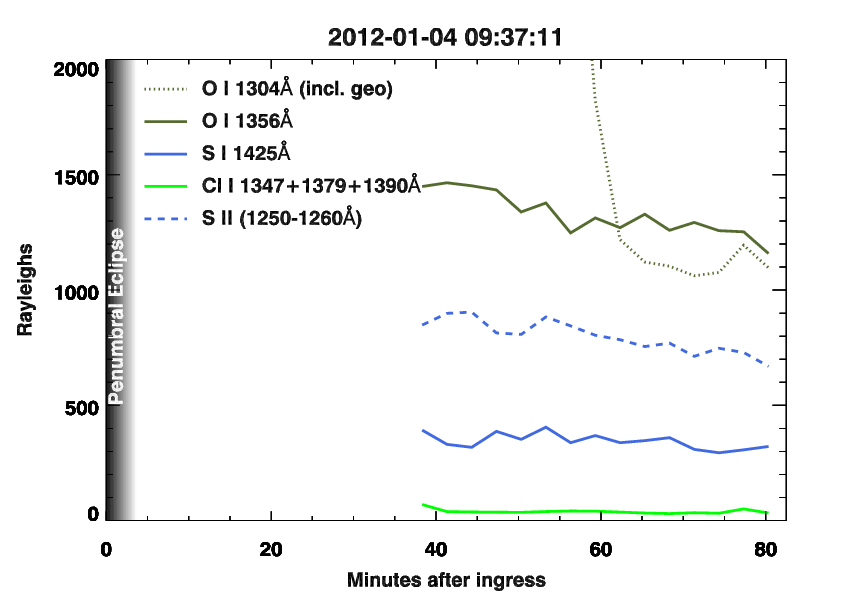 2012-01-04 09:37:11
2000
1500
1000
500
0
Rayleighs
Penumbral Eclipse
O I 1304Å (incl. geo)
O I 1356Å
S I 1425Å
Cl I 1347+1379+1390Å
S II (1250-1260Å)
0 20 40 60 80
Minutes after ingress